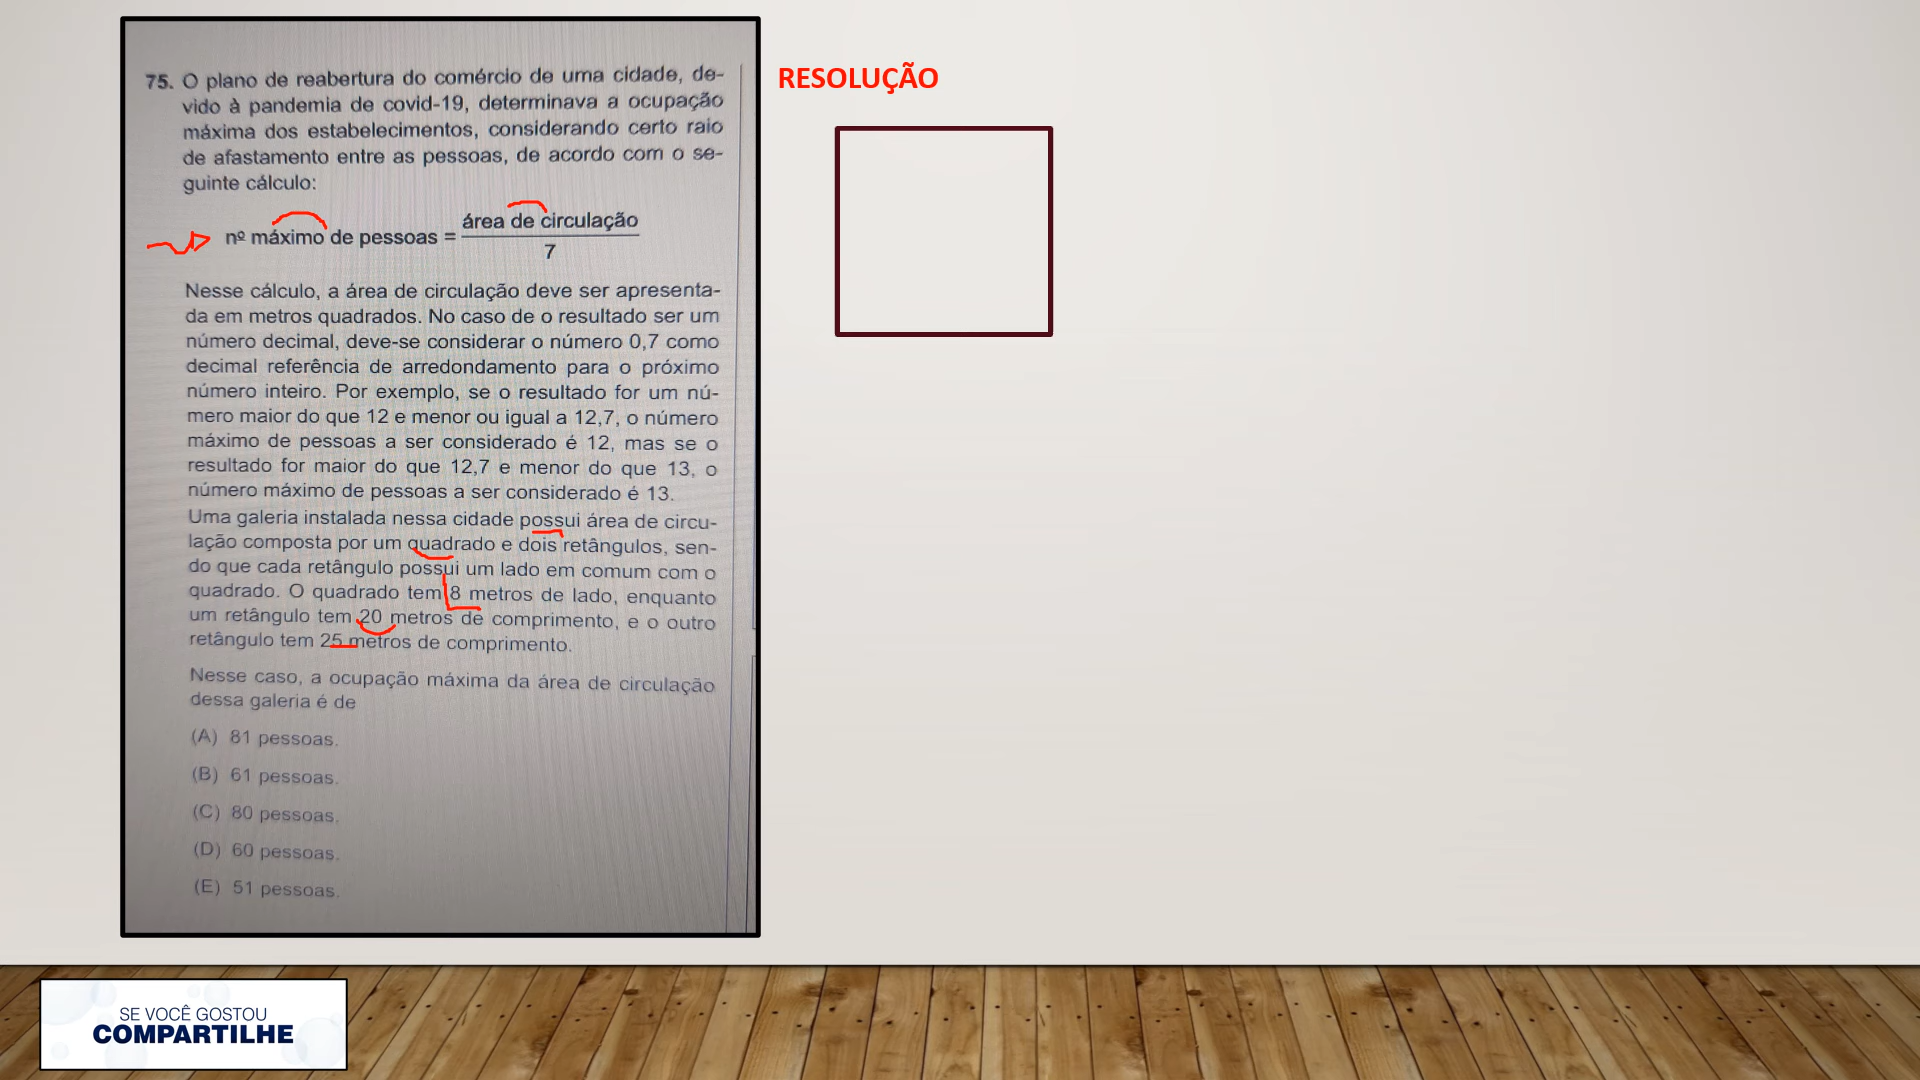 75. O plano de reabertura do comércio de uma cidade, de-
vido à pandemia de covid-19, determinava a ocupação
máxima dos estabelecimentos, considerando certo raio
de afastamento entre as pessoas, de acordo com o se-
guinte cálculo:
nº máximo de pessoas = área de circulação
7
Nesse cálculo, a área de circulação deve ser apresenta-
da em metros quadrados. No caso de o resultado ser um
número decimal, deve-se considerar o número 0,7 como
decimal referência de arredondamento para o próximo
número inteiro. Por exemplo, se o resultado for um nú-
mero maior do que 12 e menor ou igual a 12,7, o número
máximo de pessoas a ser considerado é 12, mas se o
resultado for maior do que 12,7 e menor do que 13, o
número máximo de pessoas a ser considerado é 13.
Uma galeria instalada nessa cidade possui área de circu-
lação composta por um quadrado e dois retângulos, sen-
do que cada retângulo possui um lado em comum com o
quadrado. O quadrado tem 8 metros de lado, enquanto
um retângulo tem 20 metros de comprimento, e o outro
retângulo tem 25 metros de comprimento.
Nesse caso, a ocupação máxima da área de circulação
dessa galeria é de
(A) 81 pessoas.
(B) 61 pessoas.
(C) 80 pessoas.
(D) 60 pessoas.
(E) 51 pessoas.
RESOLUÇÃO
SE VOCÊ GOSTOU
COMPARTILHE